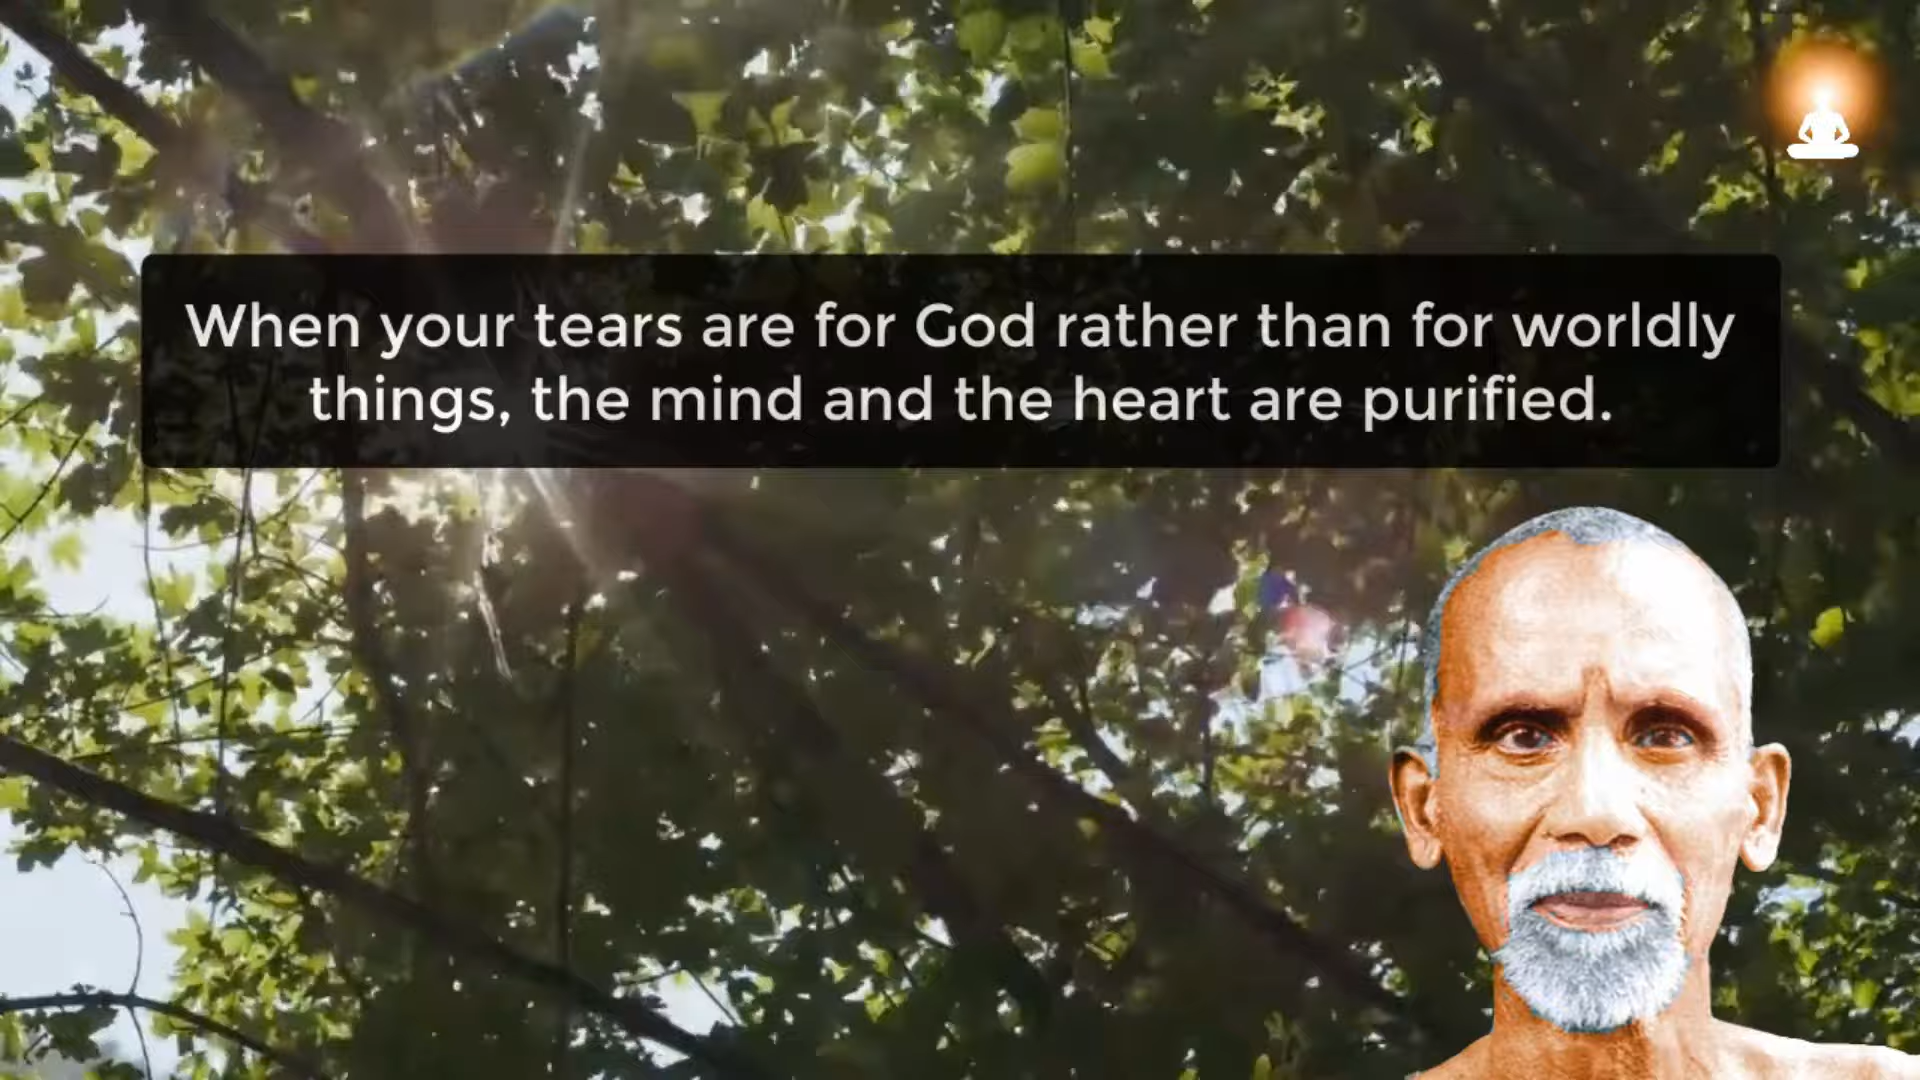 When your tears are for God rather than for worldly
things, the mind and the heart are purified.